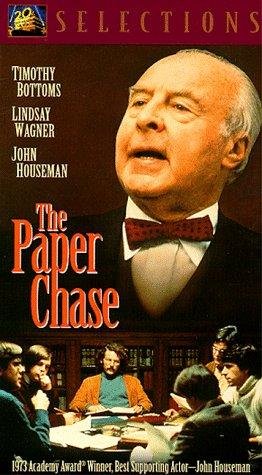 20th
CENTURY
FOX
SELECTIONS
TIMOTHY
BOTTOMS
LINDSAY
WAGNER
JOHN
HOUSEMAN
The
Paper
Chase
1973 Academy Award® Winner, Best Supporting Actor—John Houseman